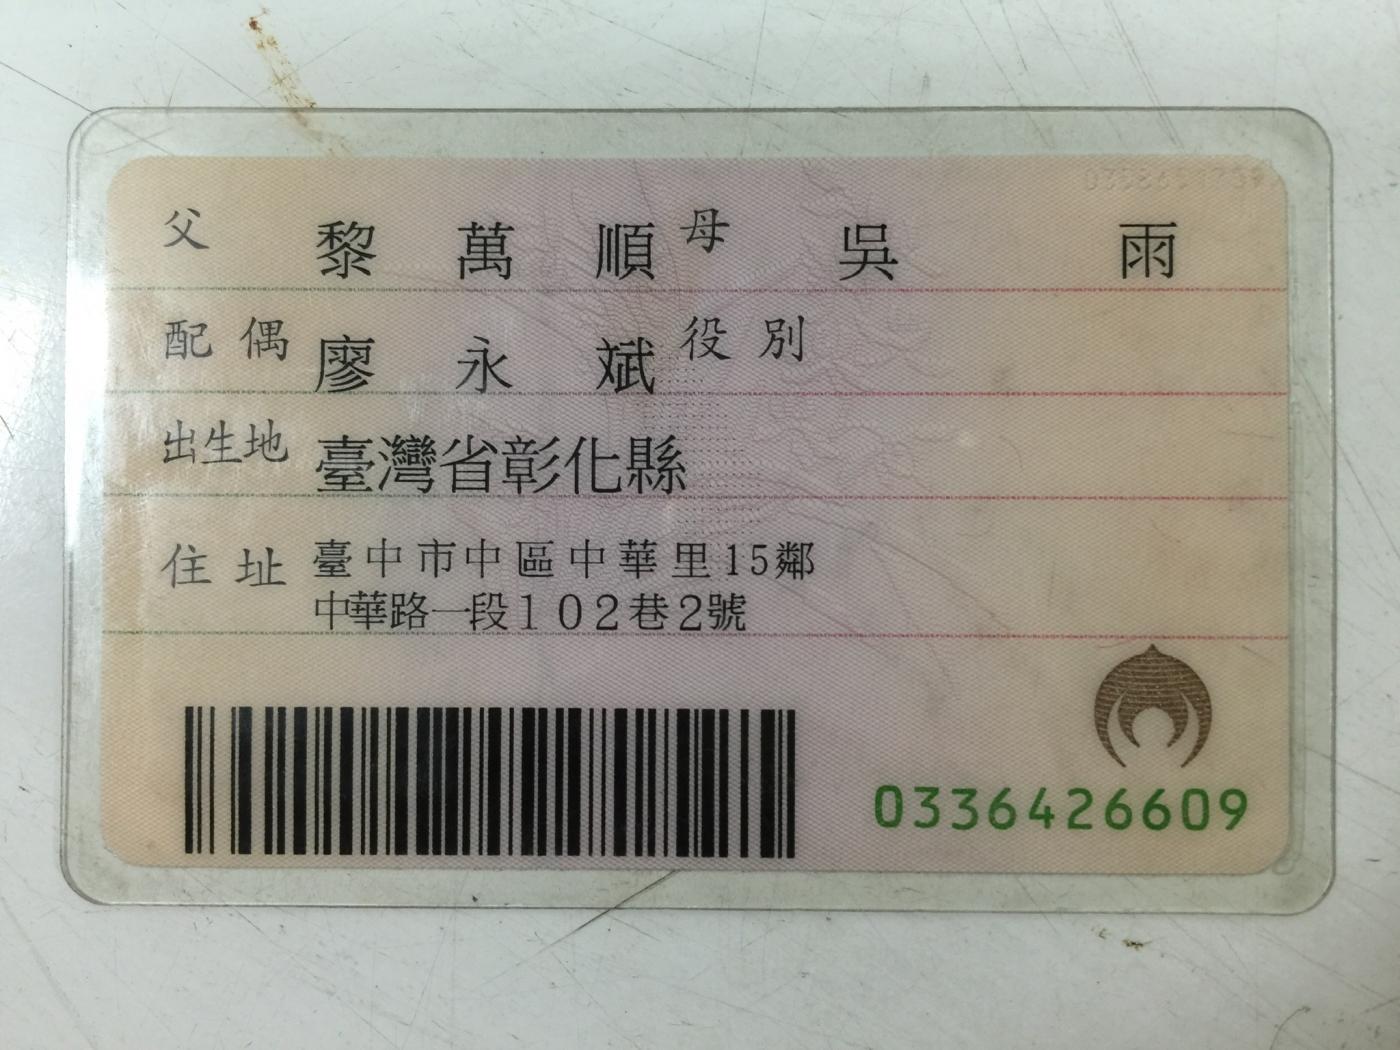 父 黎萬順 母 吳雨
配偶 廖永斌 役別
出生地 臺灣省彰化縣
住址 臺中市中區中華里15鄰
中華路一段102巷2號
0336426609